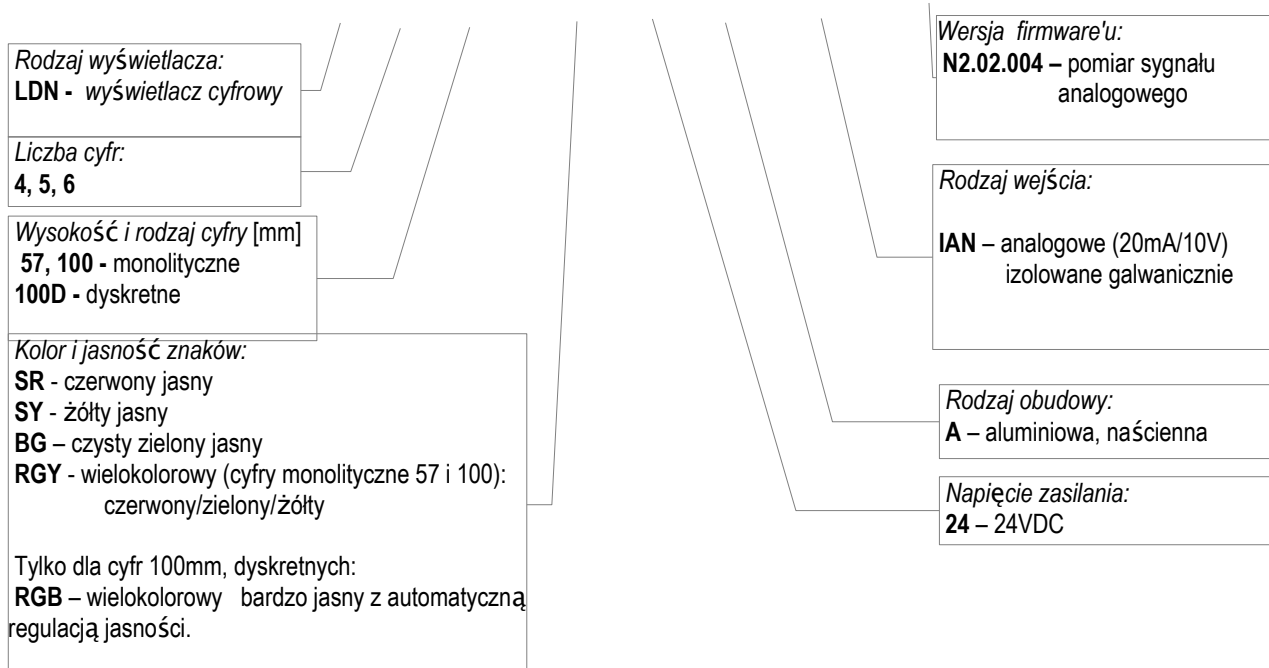 Rodzaj wyświetlacza:
LDN - wyświetlacz cyfrowy
Liczba cyfr:
4, 5, 6
Wysokość i rodzaj cyfry [mm]
57, 100 - monolityczne
100D - dyskretne
Kolor i jasność znaków:
SR - czerwony jasny
SY - żółty jasny
BG – czysty zielony jasny
RGY - wielokolorowy (cyfry monolityczne 57 i 100):
czerwony/zielony/żółty
Tylko dla cyfr 100mm, dyskretnych:
RGB – wielokolorowy bardzo jasny z automatyczną
regulacją jasności.
Wersja firmware'u:
N2.02.004 – pomiar sygnału
analogowego
Rodzaj wejścia:
IAN – analogowe (20mA/10V)
izolowane galwanicznie
Rodzaj obudowy:
A – aluminiowa, naścienna
Napięcie zasilania:
24 – 24VDC